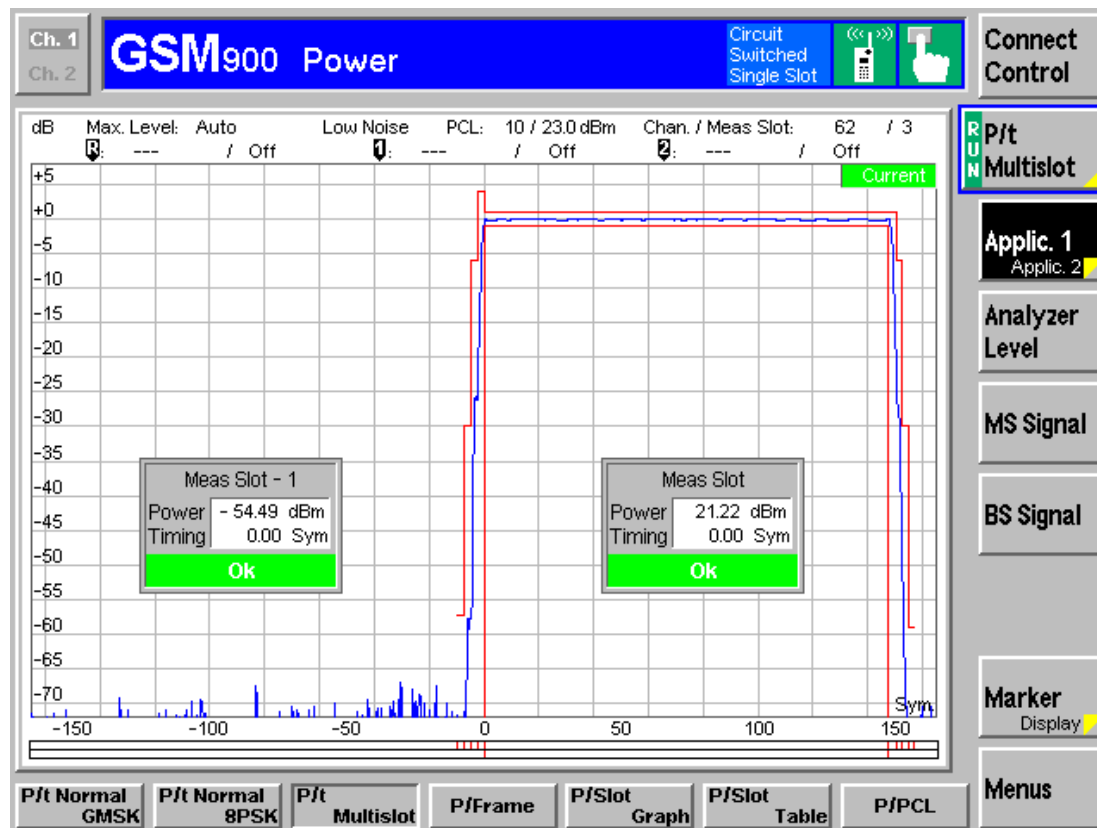 Ch. 1
Ch. 2
GSM900 Power
Circuit
Switched
Single Slot
Connect
Control
dB Max. Level: Auto Low Noise PCL: 10 / 23.0 dBm Chan. / Meas Slot: 62 / 3
R: --- / Off 1: --- / Off 2: --- / Off
Current
RUN
P/t
Multislot
Applic. 1
Applic. 2
Analyzer
Level
MS Signal
BS Signal
Marker
Display
Menus
+5
+0
-5
-10
-15
-20
-25
-30
-35
-40
-45
-50
-55
-60
-65
-70
Meas Slot - 1
Power - 54.49 dBm
Timing 0.00 Sym
Ok
Meas Slot
Power 21.22 dBm
Timing 0.00 Sym
Ok
Sym
-150 -100 -50 0 50 100 150
P/t Normal
GMSK
P/t Normal
8PSK
P/t
Multislot
P/Frame
P/Slot
Graph
P/Slot
Table
P/PCL